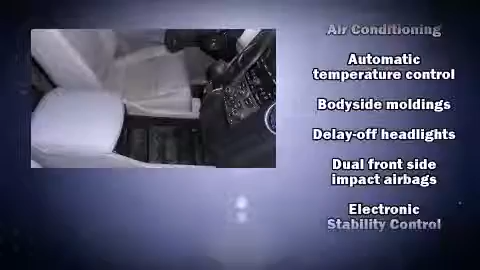 Air Conditioning
Automatic
temperature control
Bodyside moldings
Delay-off headlights
Dual front side
impact airbags
Electronic
Stability Control